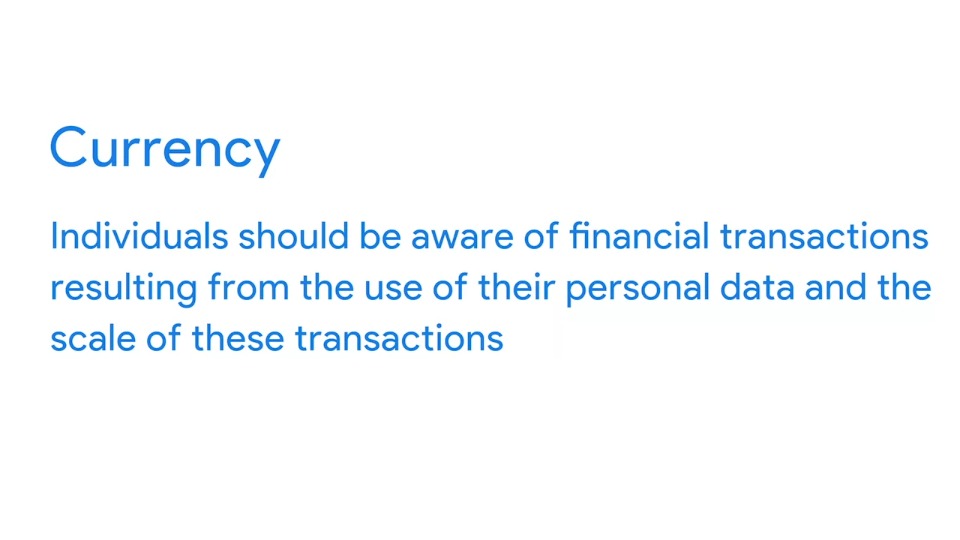 Currency
Individuals should be aware of financial transactions
resulting from the use of their personal data and the
scale of these transactions